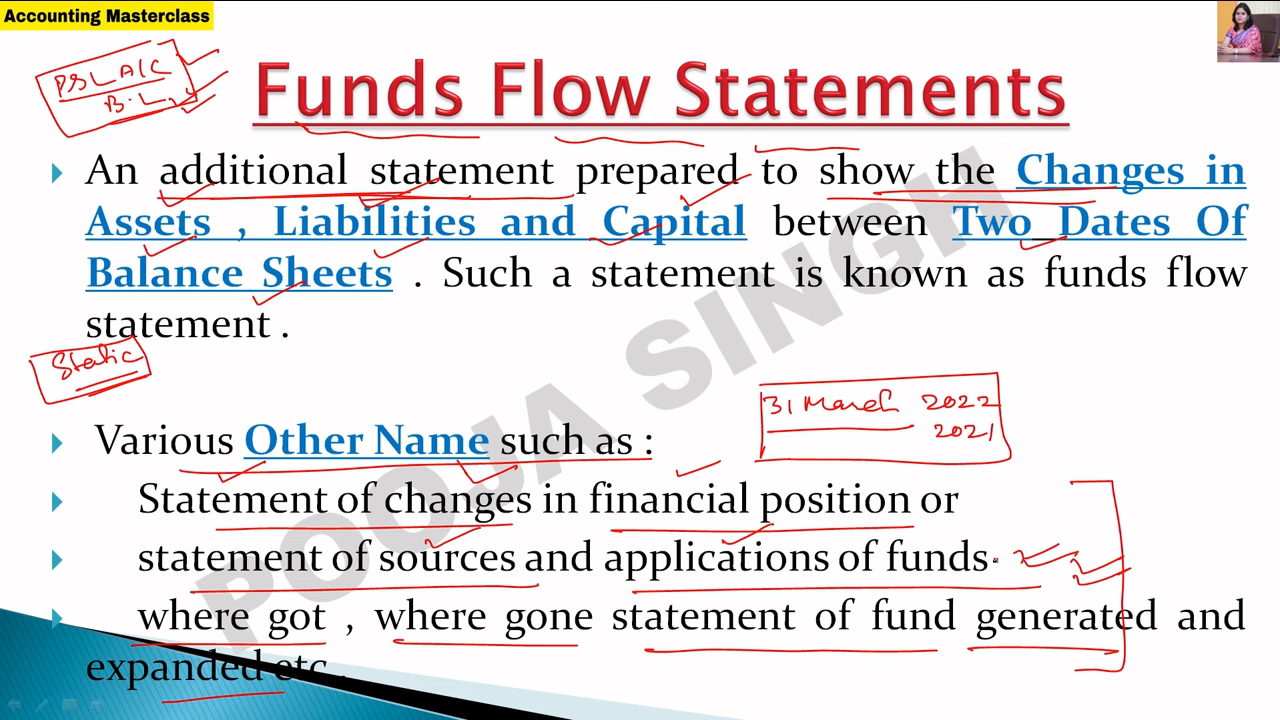 Accounting Masterclass
P&L A/C
B.L.
Funds Flow Statements
An additional statement prepared to show the Changes in
Assets , Liabilities and Capital between Two Dates Of
Balance Sheets . Such a statement is known as funds flow
statement .
Static
31 March 2022
2021
Various Other Name such as :
Statement of changes in financial position or
statement of sources and applications of funds
where got , where gone statement of fund generated and
expanded etc .
POOJA SINGH